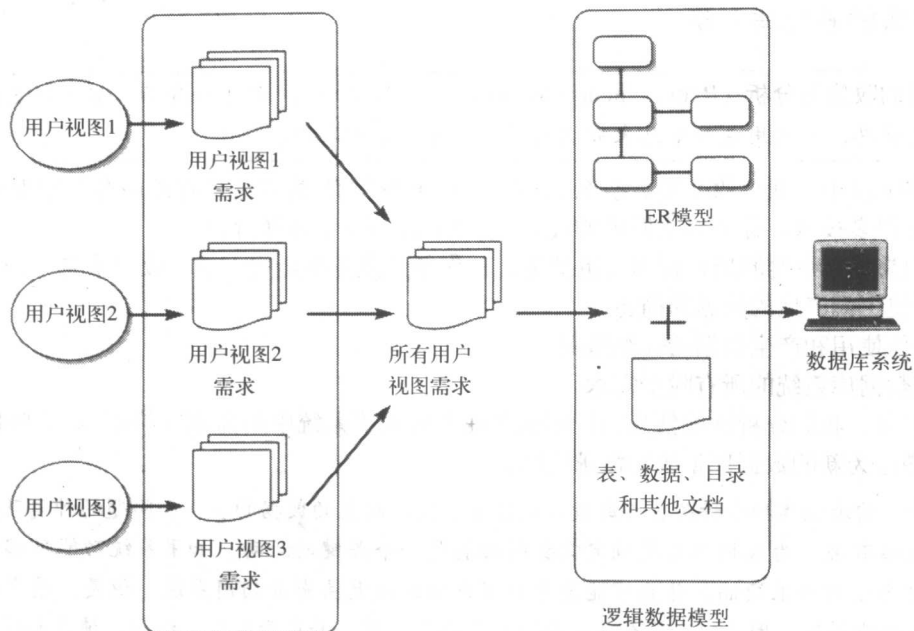 用户视图1
用户视图1
需求
用户视图2
用户视图2
需求
用户视图3
用户视图3
需求
所有用户
视图需求
ER模型
+
表、数据、目录
和其他文档
逻辑数据模型
数据库系统